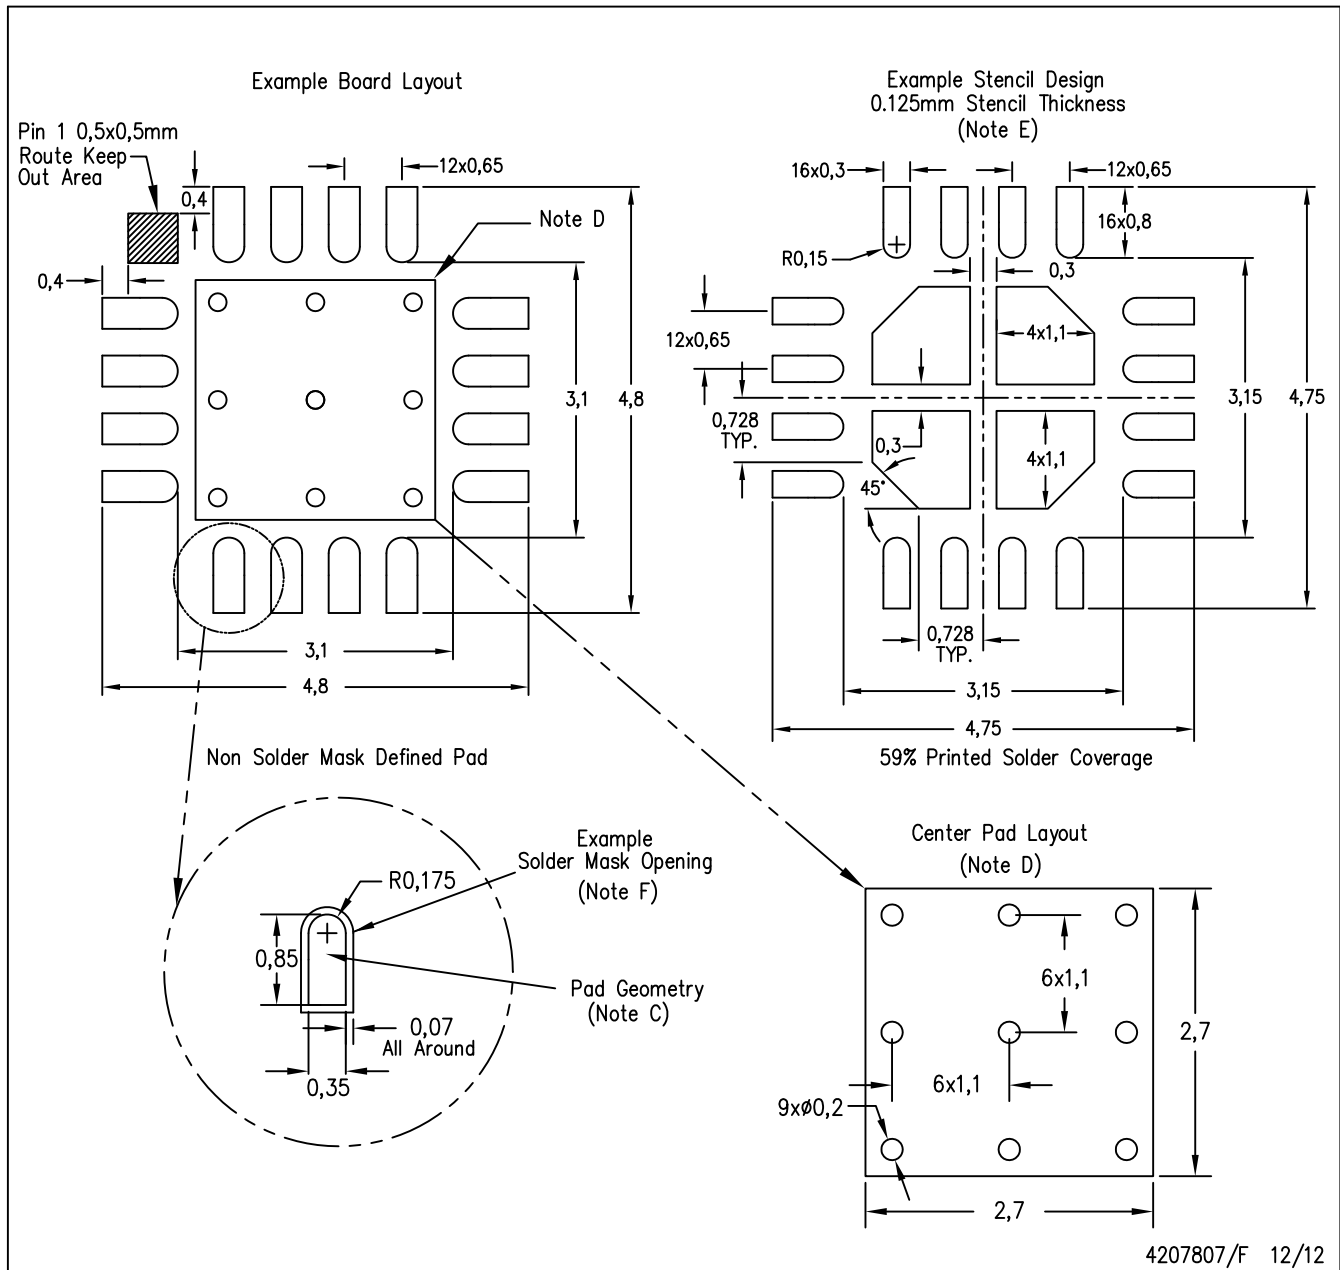 Example Board Layout
Pin 1 0,5x0,5mm
Route Keep
Out Area
0,4
12x0,65
Note D
0,4
3,1
4,8
3,1
4,8
Example Stencil Design
0.125mm Stencil Thickness
(Note E)
16x0,3
12x0,65
16x0,8
R0,15
0,3
12x0,65
4x1,1
3,15
4,75
0,728
TYP.
0,3
4x1,1
45°
0,728
TYP.
3,15
4,75
59% Printed Solder Coverage
Non Solder Mask Defined Pad
Example
Solder Mask Opening
(Note F)
R0,175
0,85
Pad Geometry
(Note C)
0,07
All Around
0,35
Center Pad Layout
(Note D)
6x1,1
2,7
6x1,1
9xø0,2
2,7
4207807/F 12/12